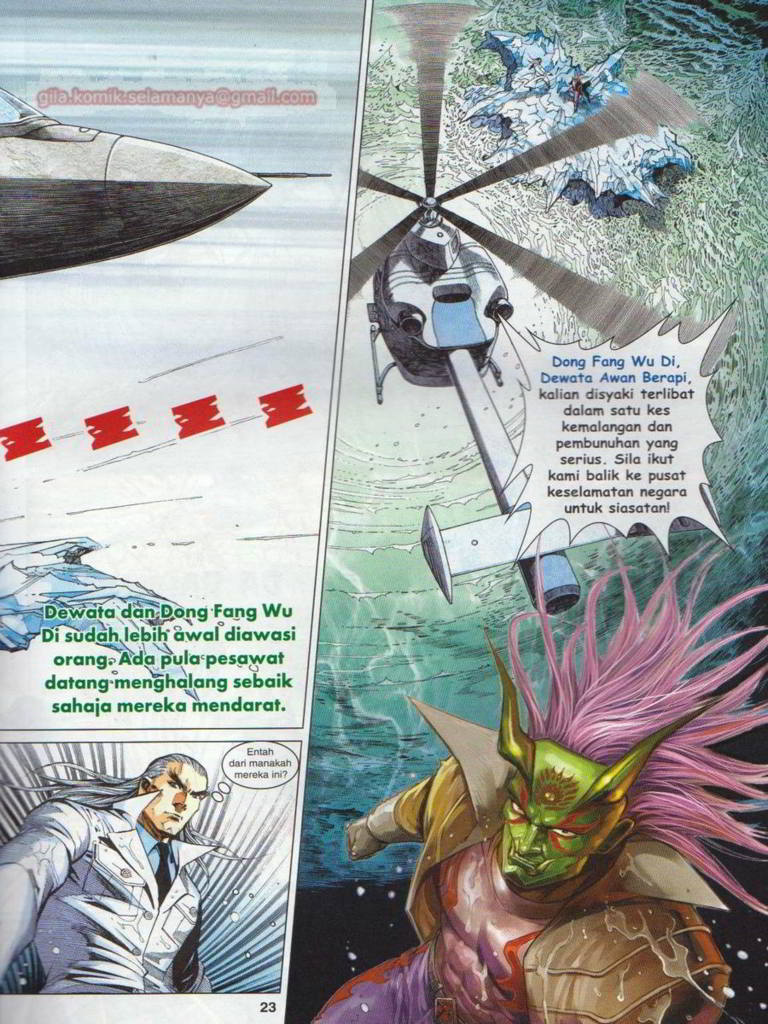 gila.komik.selamanya@gmail.com
Dewata dan Dong Fang Wu
Di sudah lebih awal diawasi
orang. Ada pula pesawat
datang menghalang sebaik
sahaja mereka mendarat.
Entah
dari manakah
mereka ini?
Dong Fang Wu Di,
Dewata Awan Berapi,
kalian disyaki terlibat
dalam satu kes
kemalangan dan
pembunuhan yang
serius. Sila ikut
kami balik ke pusat
keselamatan negara
untuk siasatan!
23